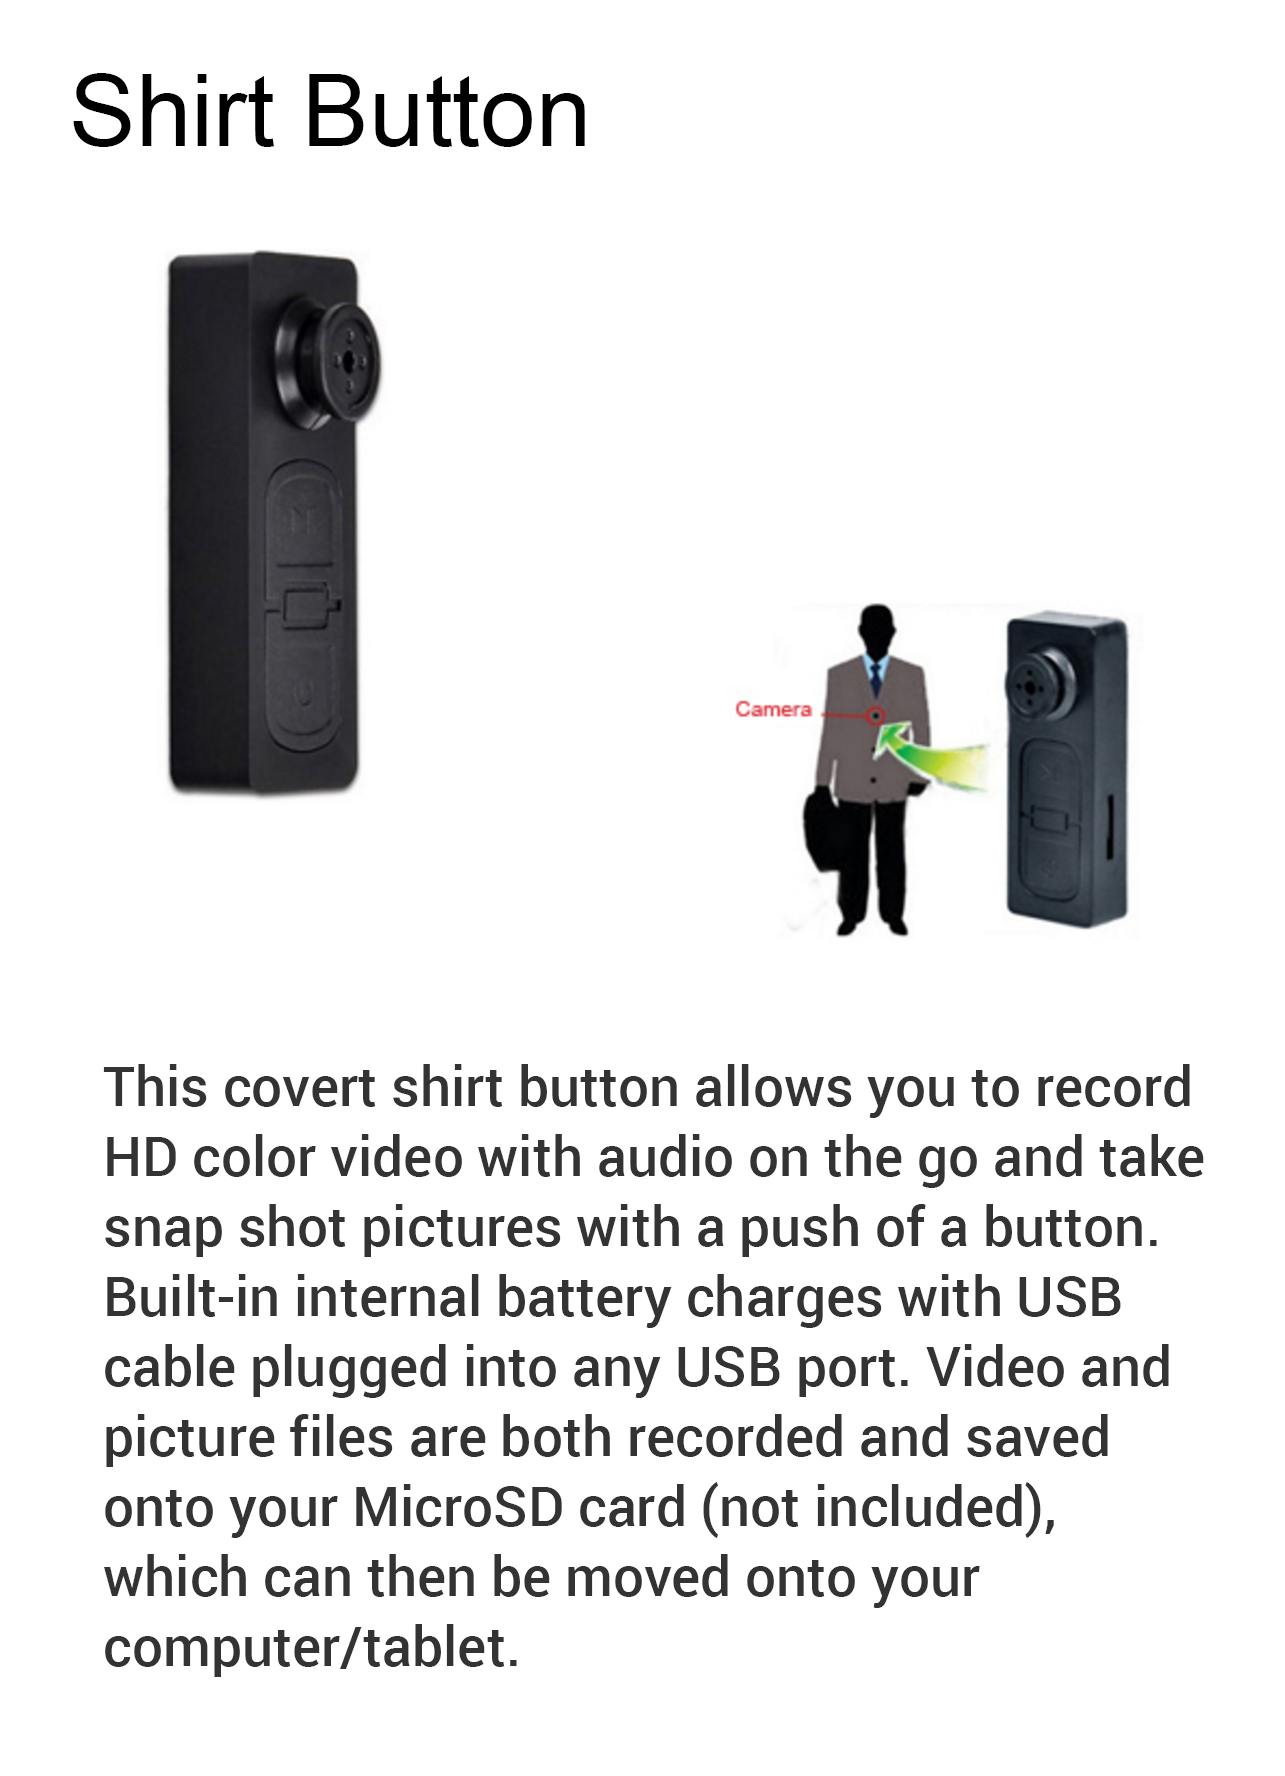 Shirt Button
Camera
This covert shirt button allows you to record
HD color video with audio on the go and take
snap shot pictures with a push of a button.
Built-in internal battery charges with USB
cable plugged into any USB port. Video and
picture files are both recorded and saved
onto your MicroSD card (not included),
which can then be moved onto your
computer/tablet.